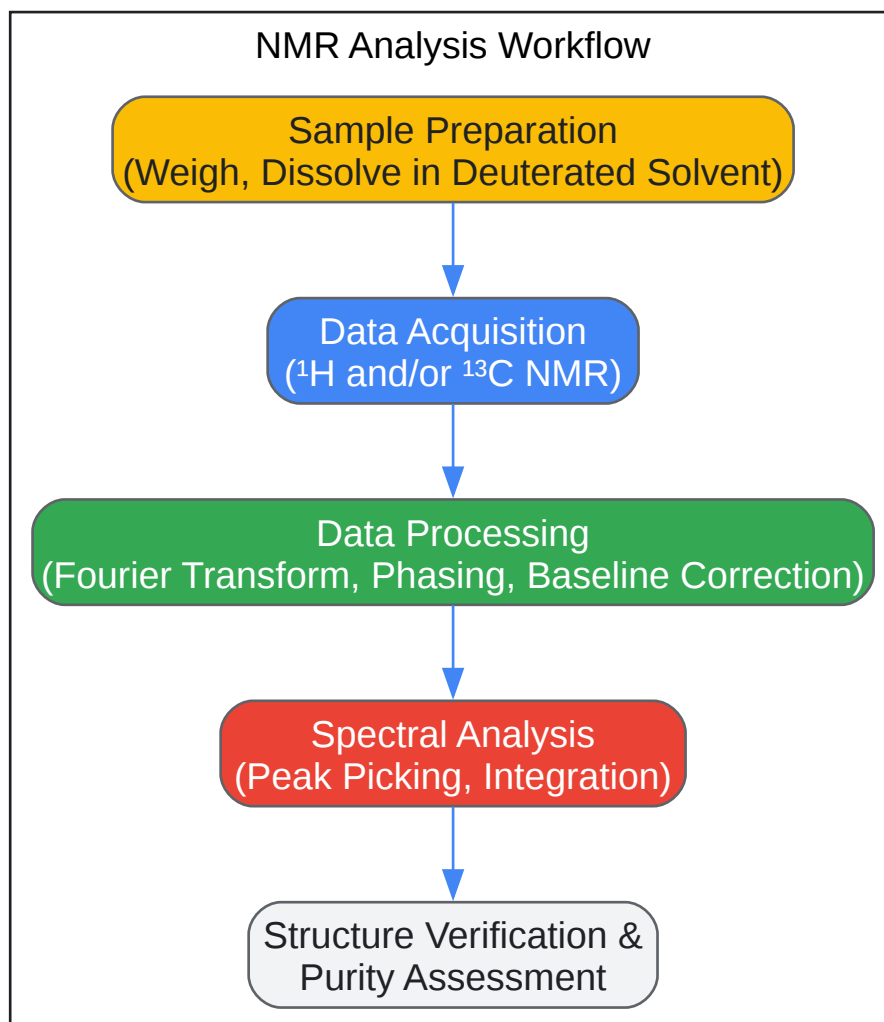 NMR Analysis Workflow
Sample Preparation
(Weigh, Dissolve in Deuterated Solvent)
Data Acquisition
(¹H and/or ¹³C NMR)
Data Processing
(Fourier Transform, Phasing, Baseline Correction)
Spectral Analysis
(Peak Picking, Integration)
Structure Verification &
Purity Assessment